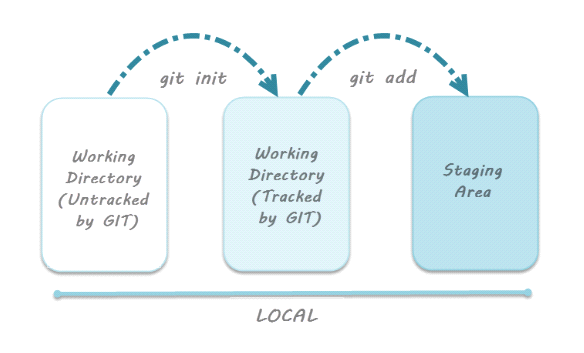 git init
git add
Working
Directory
(Untracked
by GIT)
Working
Directory
(Tracked
by GIT)
Staging
Area
LOCAL